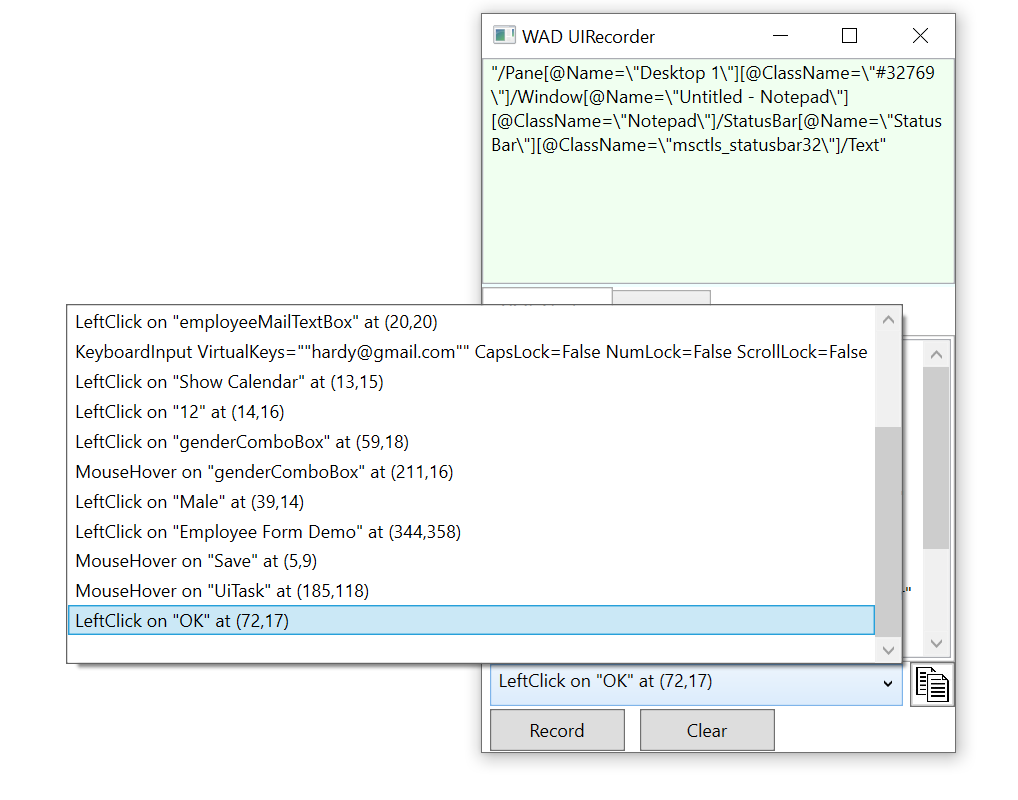 WAD UIRecorder
"/Pane[@Name=\"Desktop 1\"][@ClassName=\"#32769
\"]/Window[@Name=\"Untitled - Notepad\"]
[@ClassName=\"Notepad\"]/StatusBar[@Name=\"Status
Bar\"][@ClassName=\"msctls_statusbar32\"]/Text"
LeftClick on "employeeMailTextBox" at (20,20)
KeyboardInput VirtualKeys=""hardy@gmail.com"" CapsLock=False NumLock=False ScrollLock=False
LeftClick on "Show Calendar" at (13,15)
LeftClick on "12" at (14,16)
LeftClick on "genderComboBox" at (59,18)
MouseHover on "genderComboBox" at (211,16)
LeftClick on "Male" at (39,14)
LeftClick on "Employee Form Demo" at (344,358)
MouseHover on "Save" at (5,9)
MouseHover on "UiTask" at (185,118)
LeftClick on "OK" at (72,17)
LeftClick on "OK" at (72,17)
Record
Clear